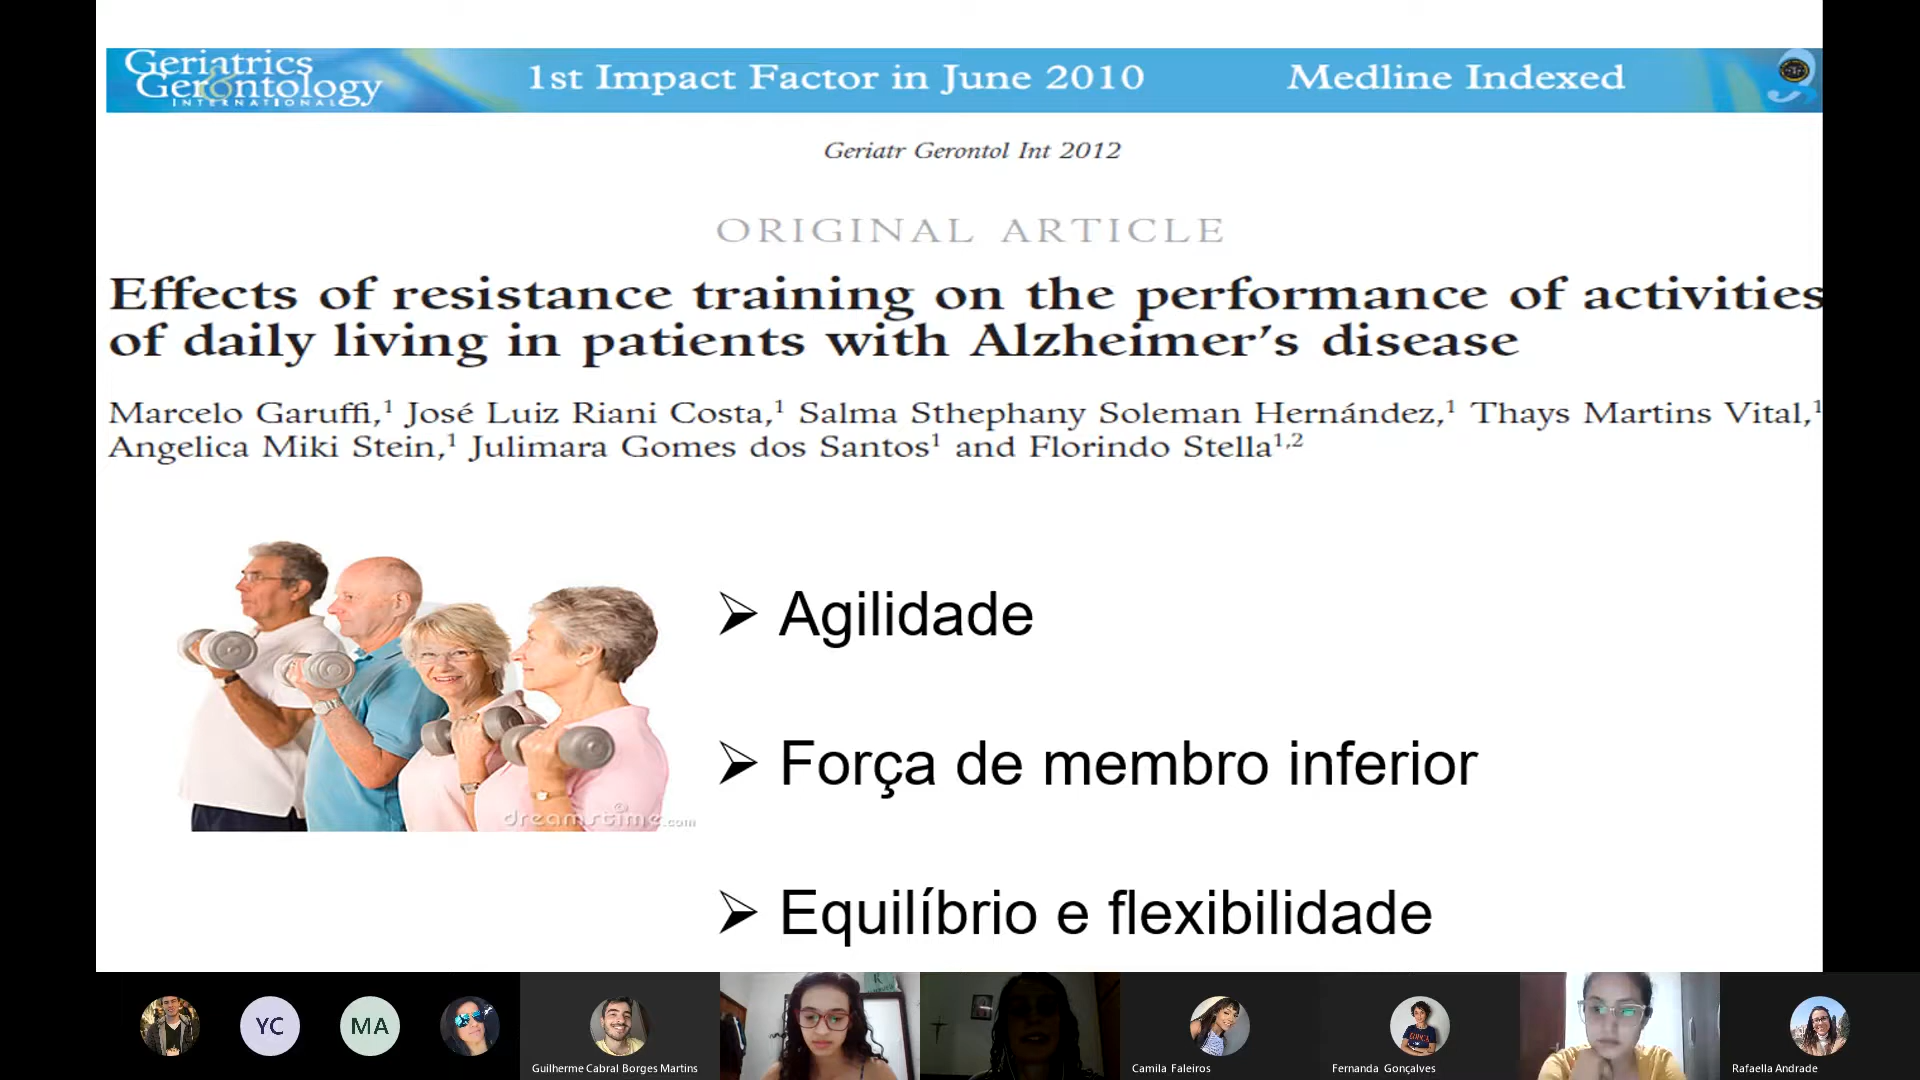 Geriatrics
& Gerontology
INTERNATIONAL
1st Impact Factor in June 2010
Medline Indexed
Geriatr Gerontol Int 2012
ORIGINAL ARTICLE
Effects of resistance training on the performance of activities
of daily living in patients with Alzheimer’s disease
Marcelo Garuffi,¹ José Luiz Riani Costa,¹ Salma Sthephany Soleman Hernández,¹ Thays Martins Vital,¹
Angelica Miki Stein,¹ Julimara Gomes dos Santos¹ and Florindo Stella¹,²
➢ Agilidade
➢ Força de membro inferior
➢ Equilíbrio e flexibilidade
dreamstime.com
YC
MA
Guilherme Cabral Borges Martins
Camila Faleiros
Fernanda Gonçalves
Rafaella Andrade